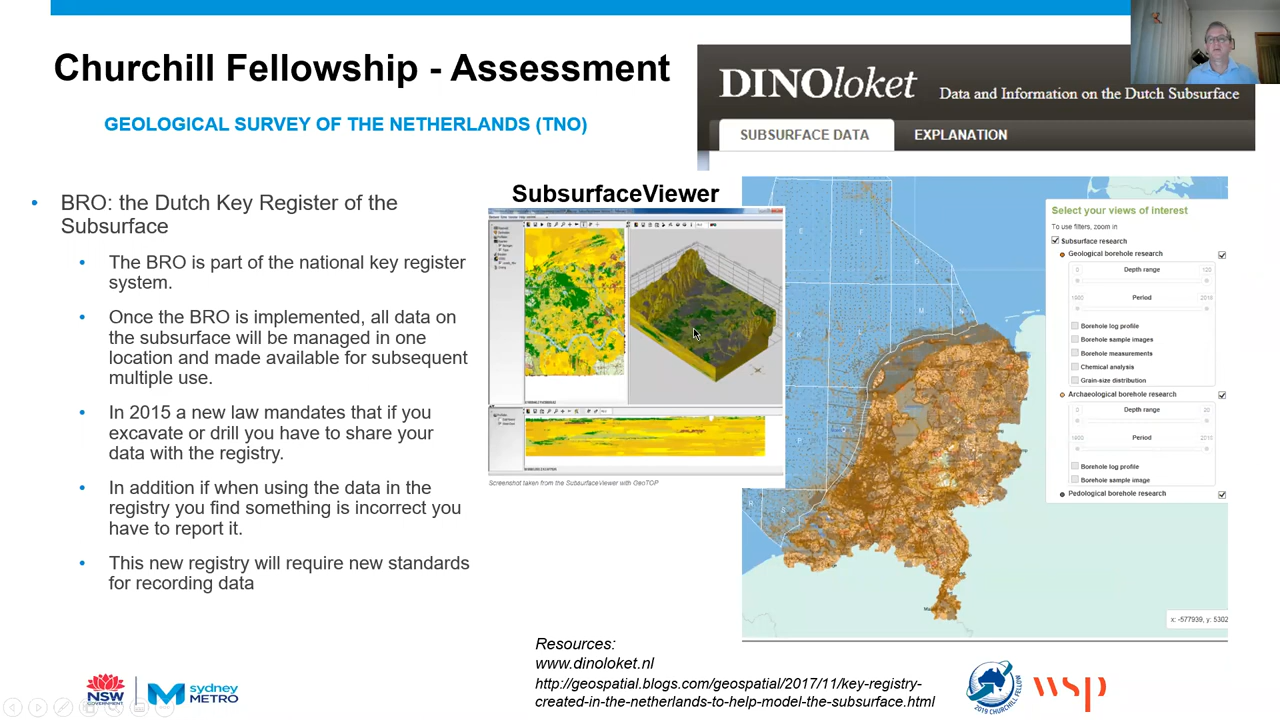 Churchill Fellowship - Assessment
GEOLOGICAL SURVEY OF THE NETHERLANDS (TNO)
• BRO: the Dutch Key Register of the
Subsurface
• The BRO is part of the national key register
system.
• Once the BRO is implemented, all data on
the subsurface will be managed in one
location and made available for subsequent
multiple use.
• In 2015 a new law mandates that if you
excavate or drill you have to share your
data with the registry.
• In addition if when using the data in the
registry you find something is incorrect you
have to report it.
• This new registry will require new standards
for recording data
SubsurfaceViewer
Screenshot taken from the SubsurfaceViewer with GeoTOP
DINOloket
Data and Information on the Dutch Subsurface
SUBSURFACE DATA
EXPLANATION
Select your views of interest
To use filters, zoom in
Subsurface research
Geological borehole research
0 Depth range 120
Period
Borehole log profile
Borehole sample images
Borehole measurements
Chemical analysis
Grain-size distribution
Archaeological borehole research
Depth range
Period
Borehole log profile
Borehole sample image
Pedological borehole research
x: -577939, y: 5302
Resources:
www.dinoloket.nl
http://geospatial.blogs.com/geospatial/2017/11/key-registry-
created-in-the-netherlands-to-help-model-the-subsurface.html
NSW
GOVERNMENT
sydney
METRO
2019 CHURCHILL FELLOW
wsp